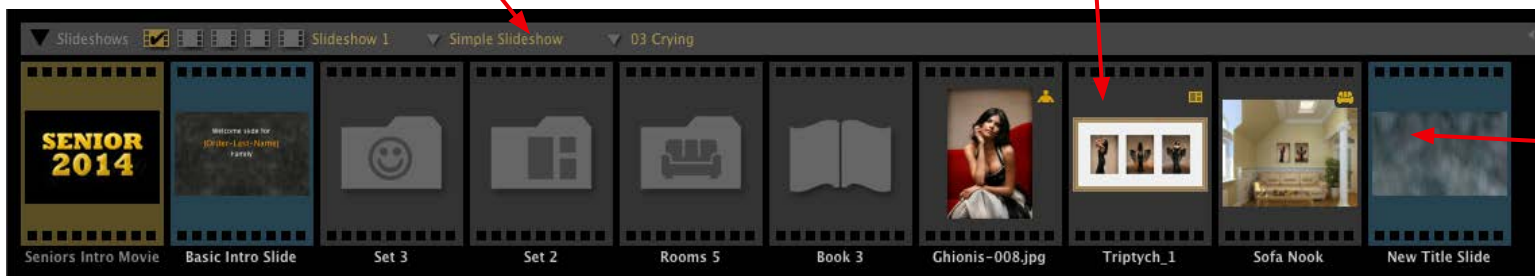 Slideshows Slideshow 1 Simple Slideshow 03 Crying
SENIOR
2014
Welcome slide for
[Order-Last-Name]
Family
Seniors Intro Movie Basic Intro Slide Set 3 Set 2 Rooms 5 Book 3 Ghionis-008.jpg Triptych_1 Sofa Nook New Title Slide